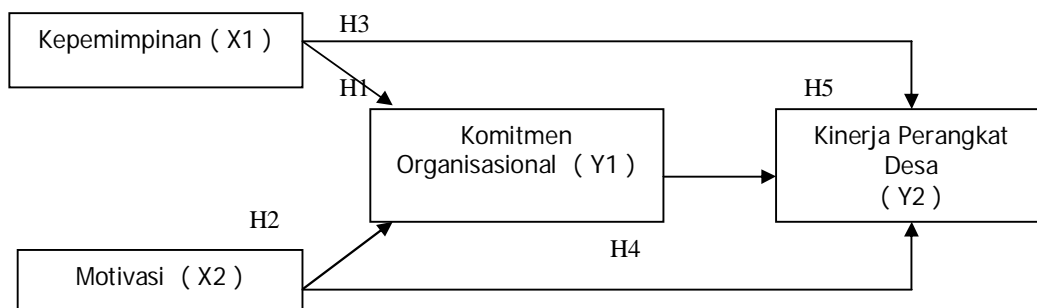 H3
Kepemimpinan ( X1 )
H1
H5
Komitmen
Organisasional ( Y1 )
Kinerja Perangkat
Desa
( Y2 )
H2
H4
Motivasi ( X2 )